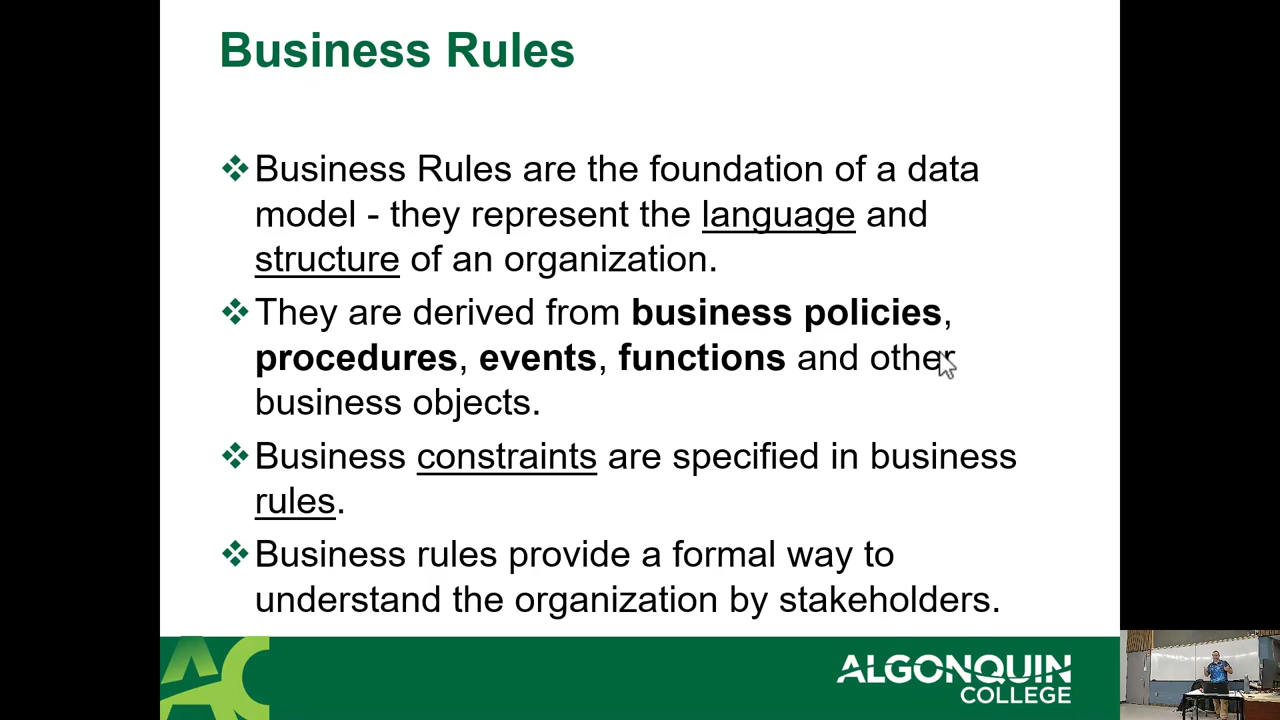 Business Rules
❖Business Rules are the foundation of a data
model - they represent the language and
structure of an organization.
❖They are derived from business policies,
procedures, events, functions and other
business objects.
❖Business constraints are specified in business
rules.
❖Business rules provide a formal way to
understand the organization by stakeholders.
AC
ALGONQUIN
COLLEGE